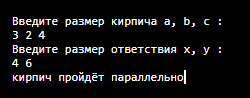 Введите размер кирпича a, b, c :
3 2 4
Введите размер ответствия x, y :
4 6
кирпич пройдёт параллельно